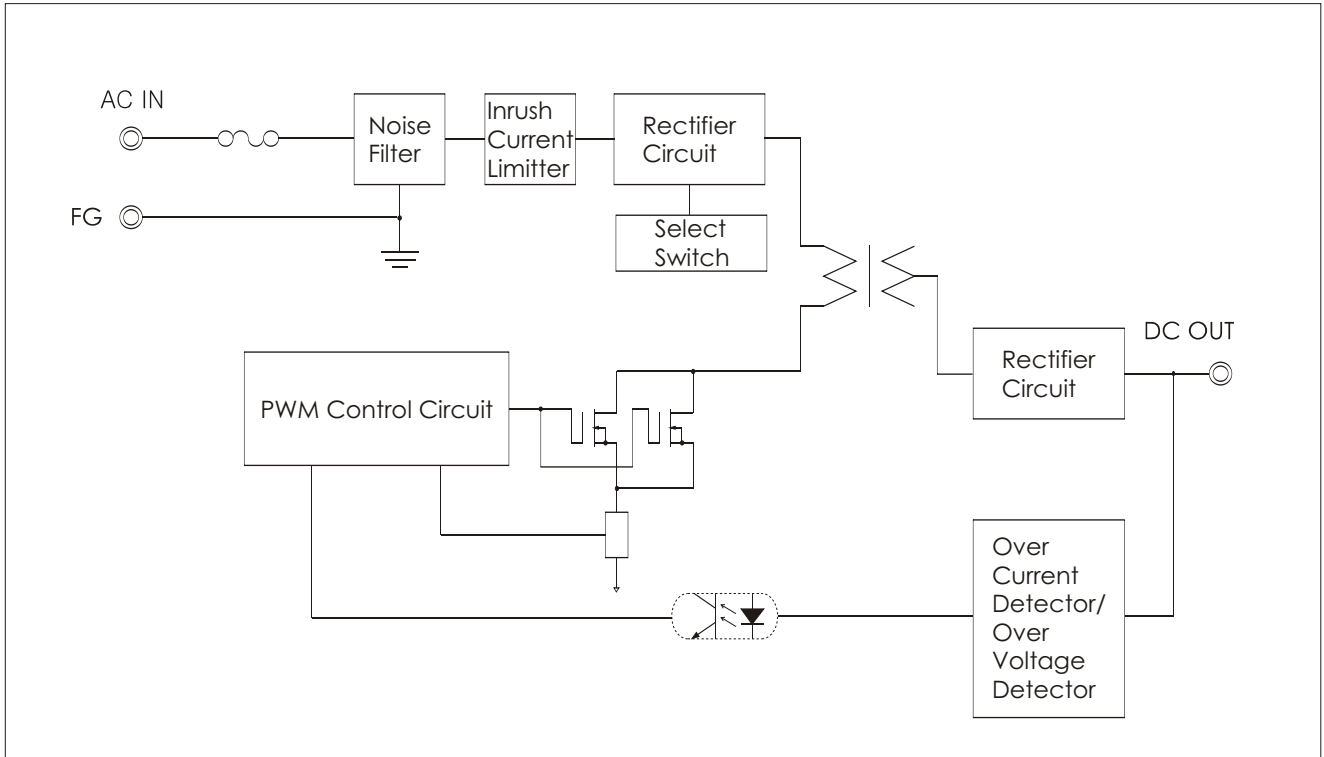 AC IN
Noise
Filter
Inrush
Current
Limitter
Rectifier
Circuit
FG
Select
Switch
DC OUT
Rectifier
Circuit
PWM Control Circuit
Over
Current
Detector/
Over
Voltage
Detector